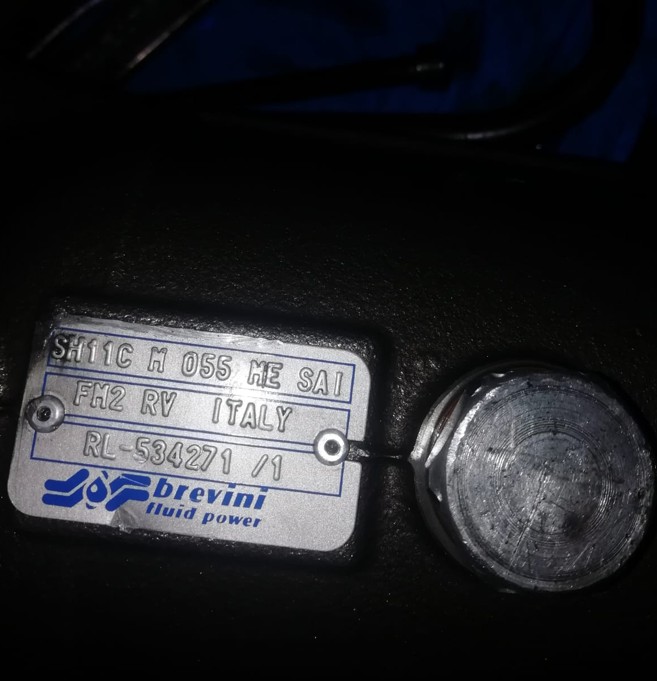 SH11C M 055 ME SAI
FM2 RV ITALY
RL-534271 /1
brevini
fluid power